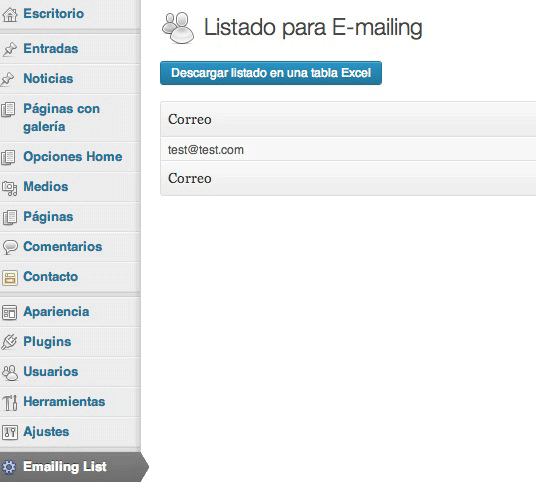 Escritorio
Entradas
Noticias
Páginas con
galería
Opciones Home
Medios
Páginas
Comentarios
Contacto
Apariencia
Plugins
Usuarios
Herramientas
Ajustes
Emailing List
Listado para E-mailing
Descargar listado en una tabla Excel
Correo
test@test.com
Correo